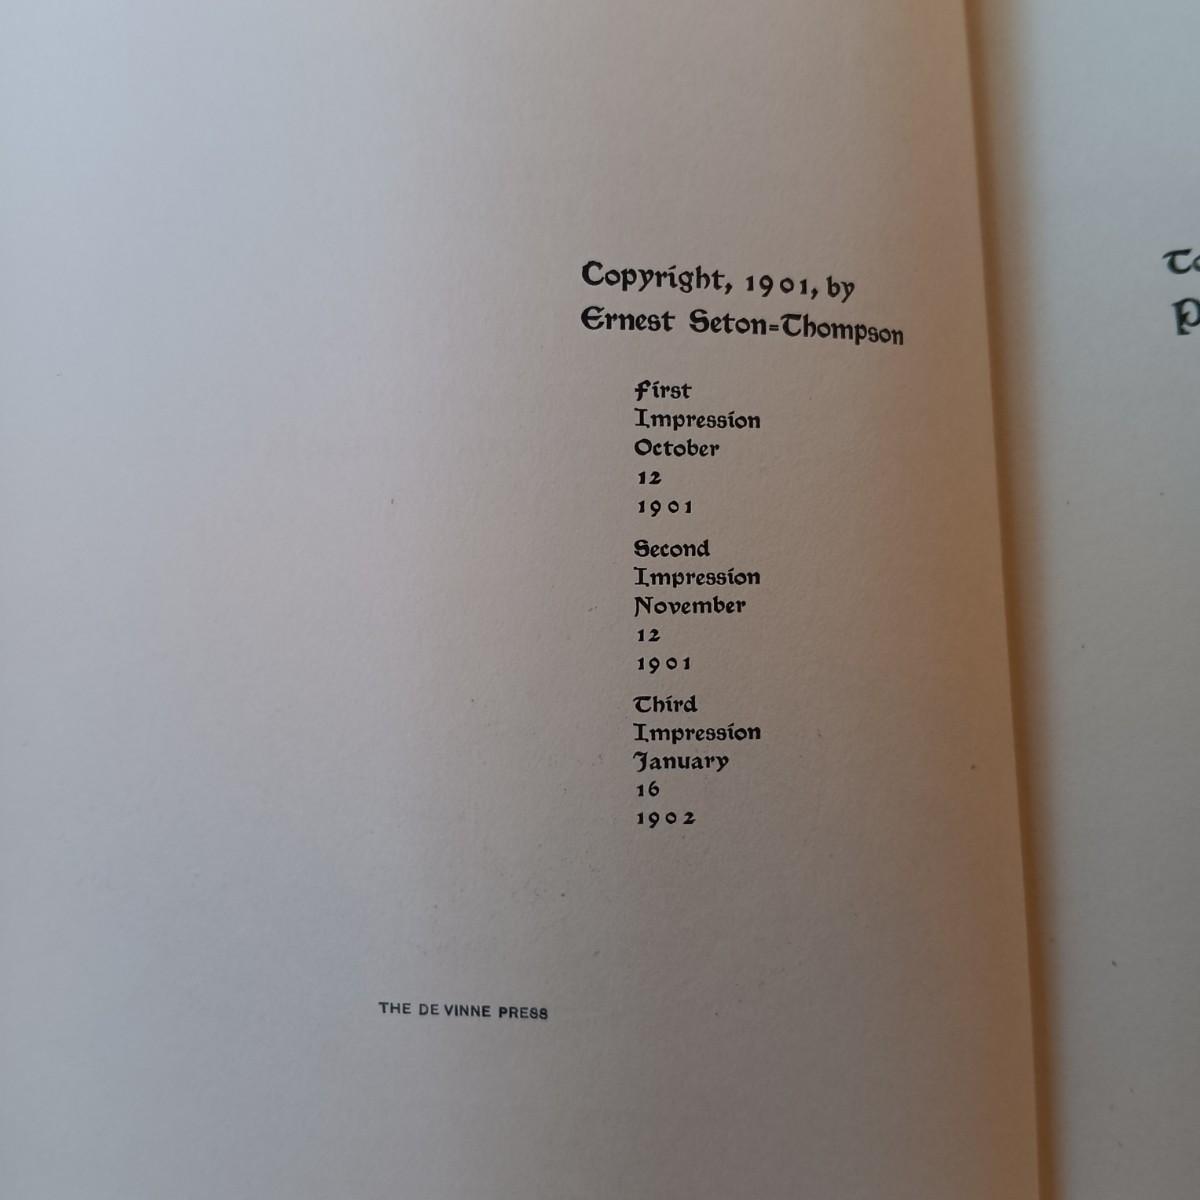 Copyright, 1901, by
Ernest Seton=Thompson
First
Impression
October
12
1901
Second
Impression
November
12
1901
Third
Impression
January
16
1902
THE DE VINNE PRESS